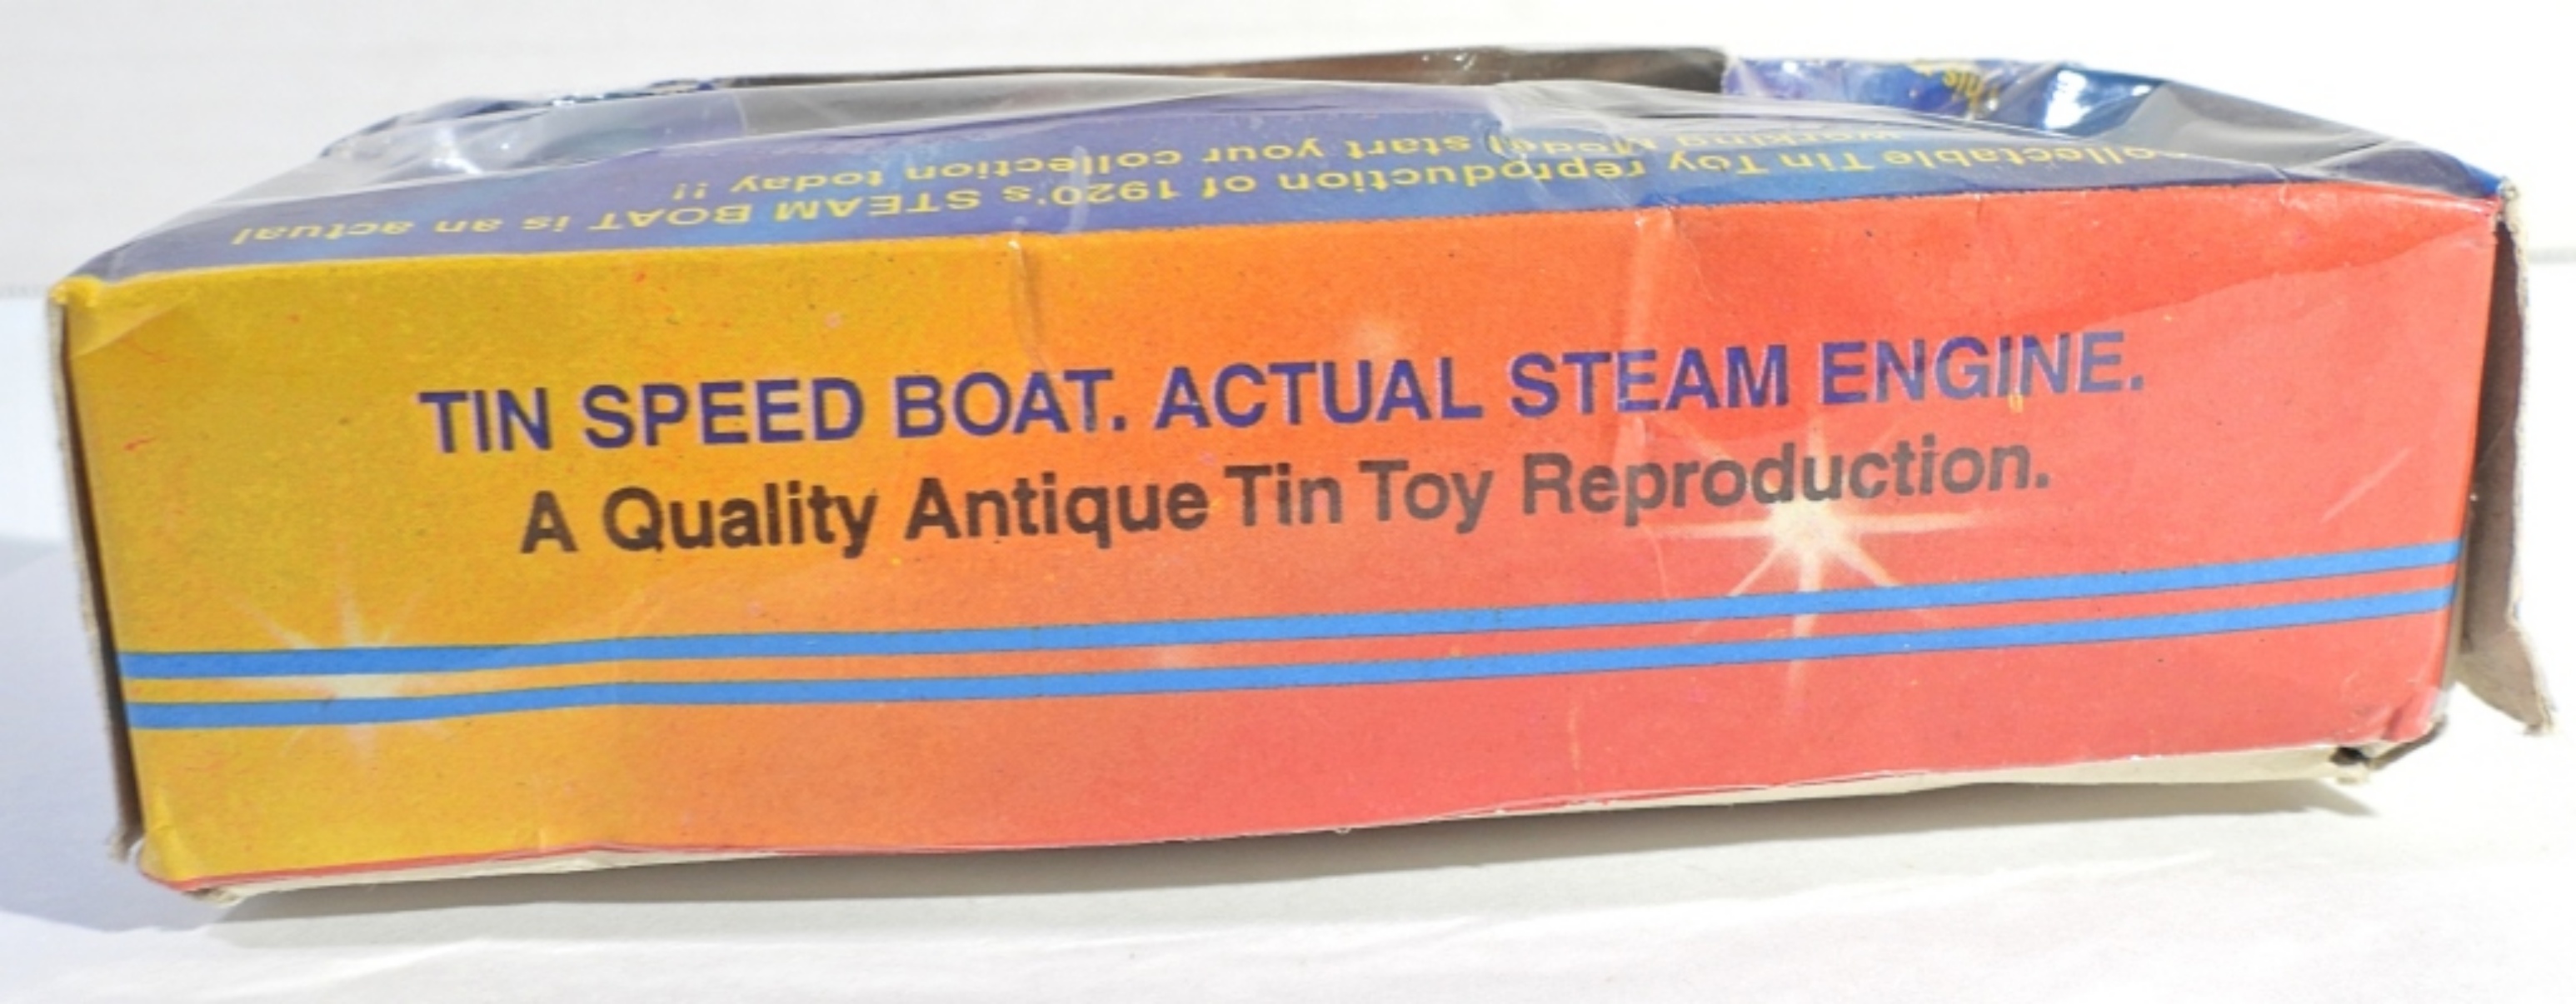 Collectable Tin Toy reproduction of 1920's STEAM BOAT is an actual
working Model start your collection today !!
TIN SPEED BOAT. ACTUAL STEAM ENGINE.
A Quality Antique Tin Toy Reproduction.